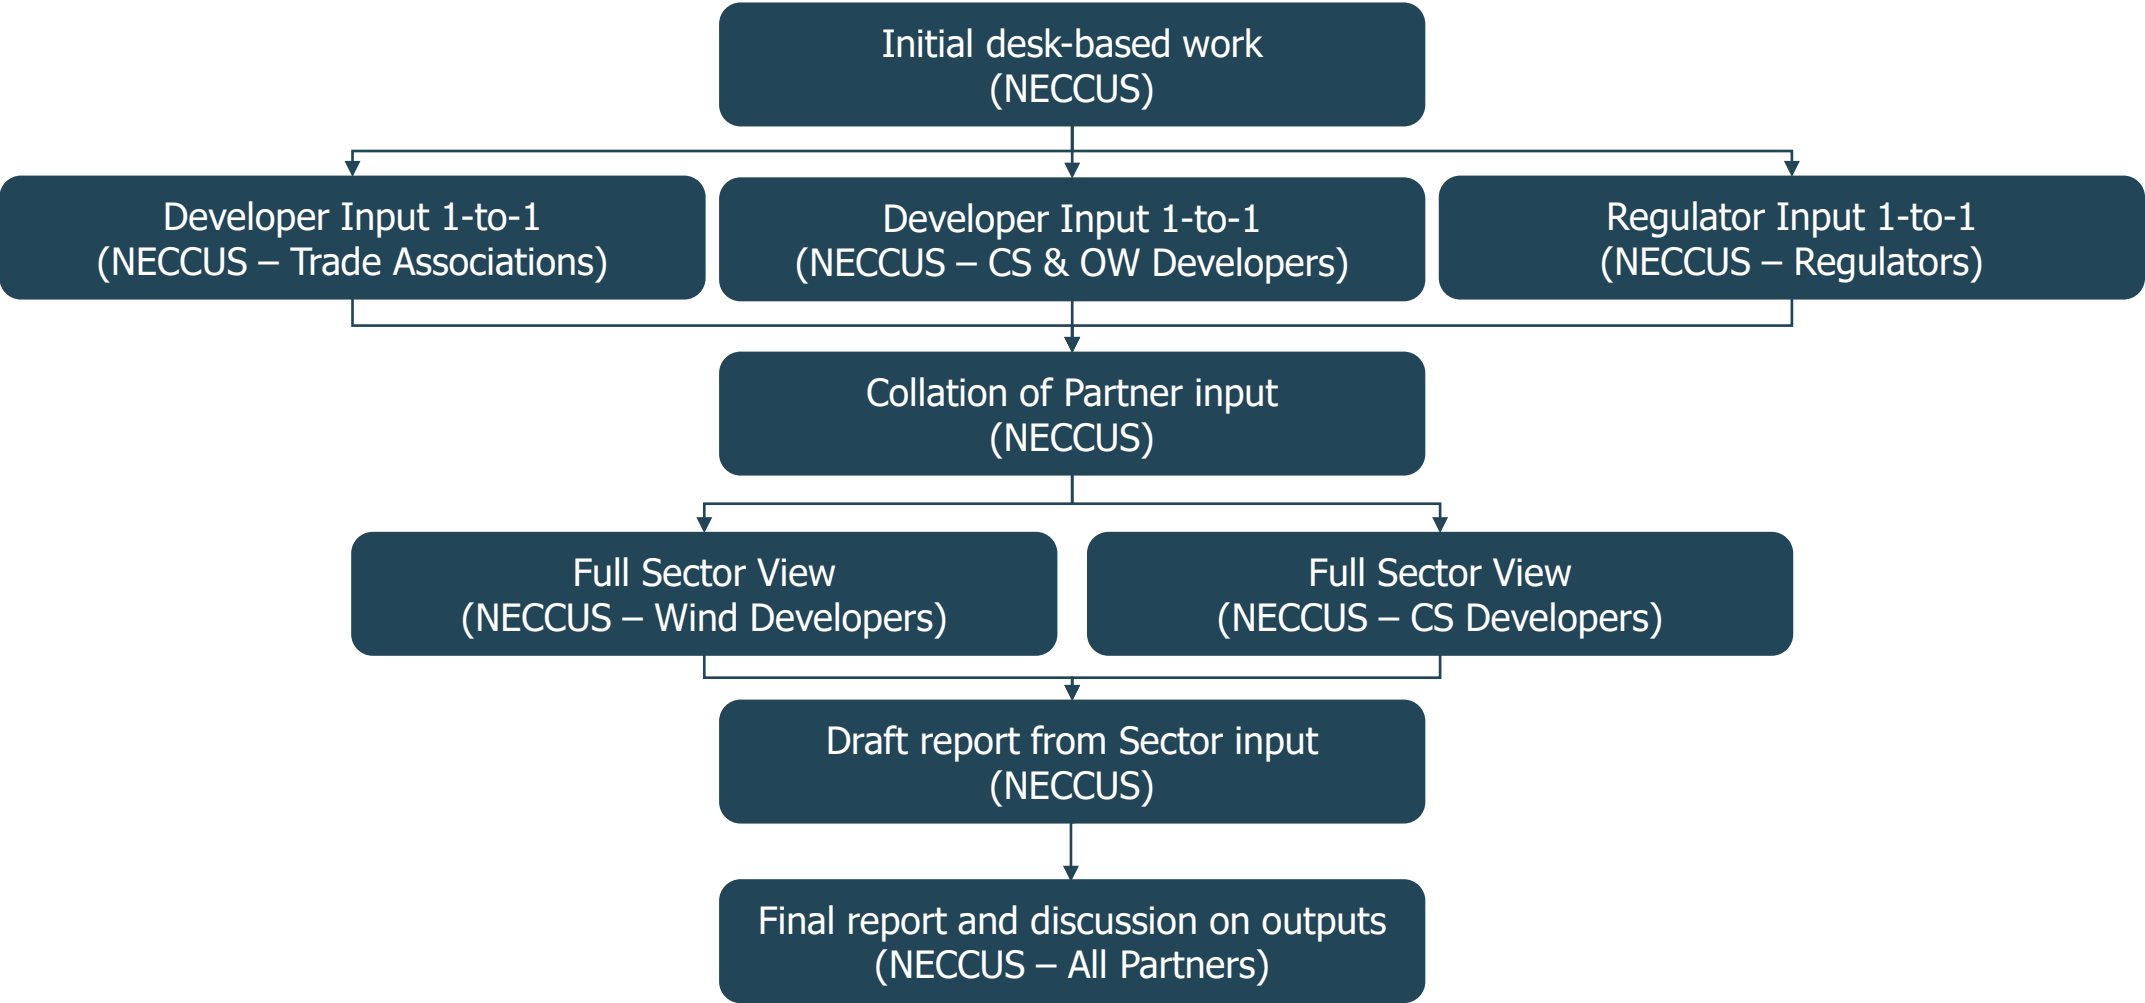 Initial desk-based work
(NECCUS)
Developer Input 1-to-1
(NECCUS – Trade Associations)
Developer Input 1-to-1
(NECCUS – CS & OW Developers)
Regulator Input 1-to-1
(NECCUS – Regulators)
Collation of Partner input
(NECCUS)
Full Sector View
(NECCUS – Wind Developers)
Full Sector View
(NECCUS – CS Developers)
Draft report from Sector input
(NECCUS)
Final report and discussion on outputs
(NECCUS – All Partners)